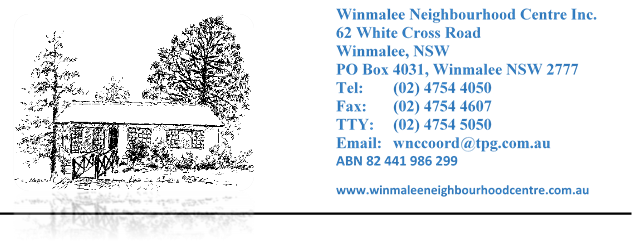 Winmalee Neighbourhood Centre Inc.
62 White Cross Road
Winmalee, NSW
PO Box 4031, Winmalee NSW 2777
Tel: (02) 4754 4050
Fax: (02) 4754 4607
TTY: (02) 4754 5050
Email: wnccoord@tpg.com.au
ABN 82 441 986 299
www.winmaleeneighbourhoodcentre.com.au